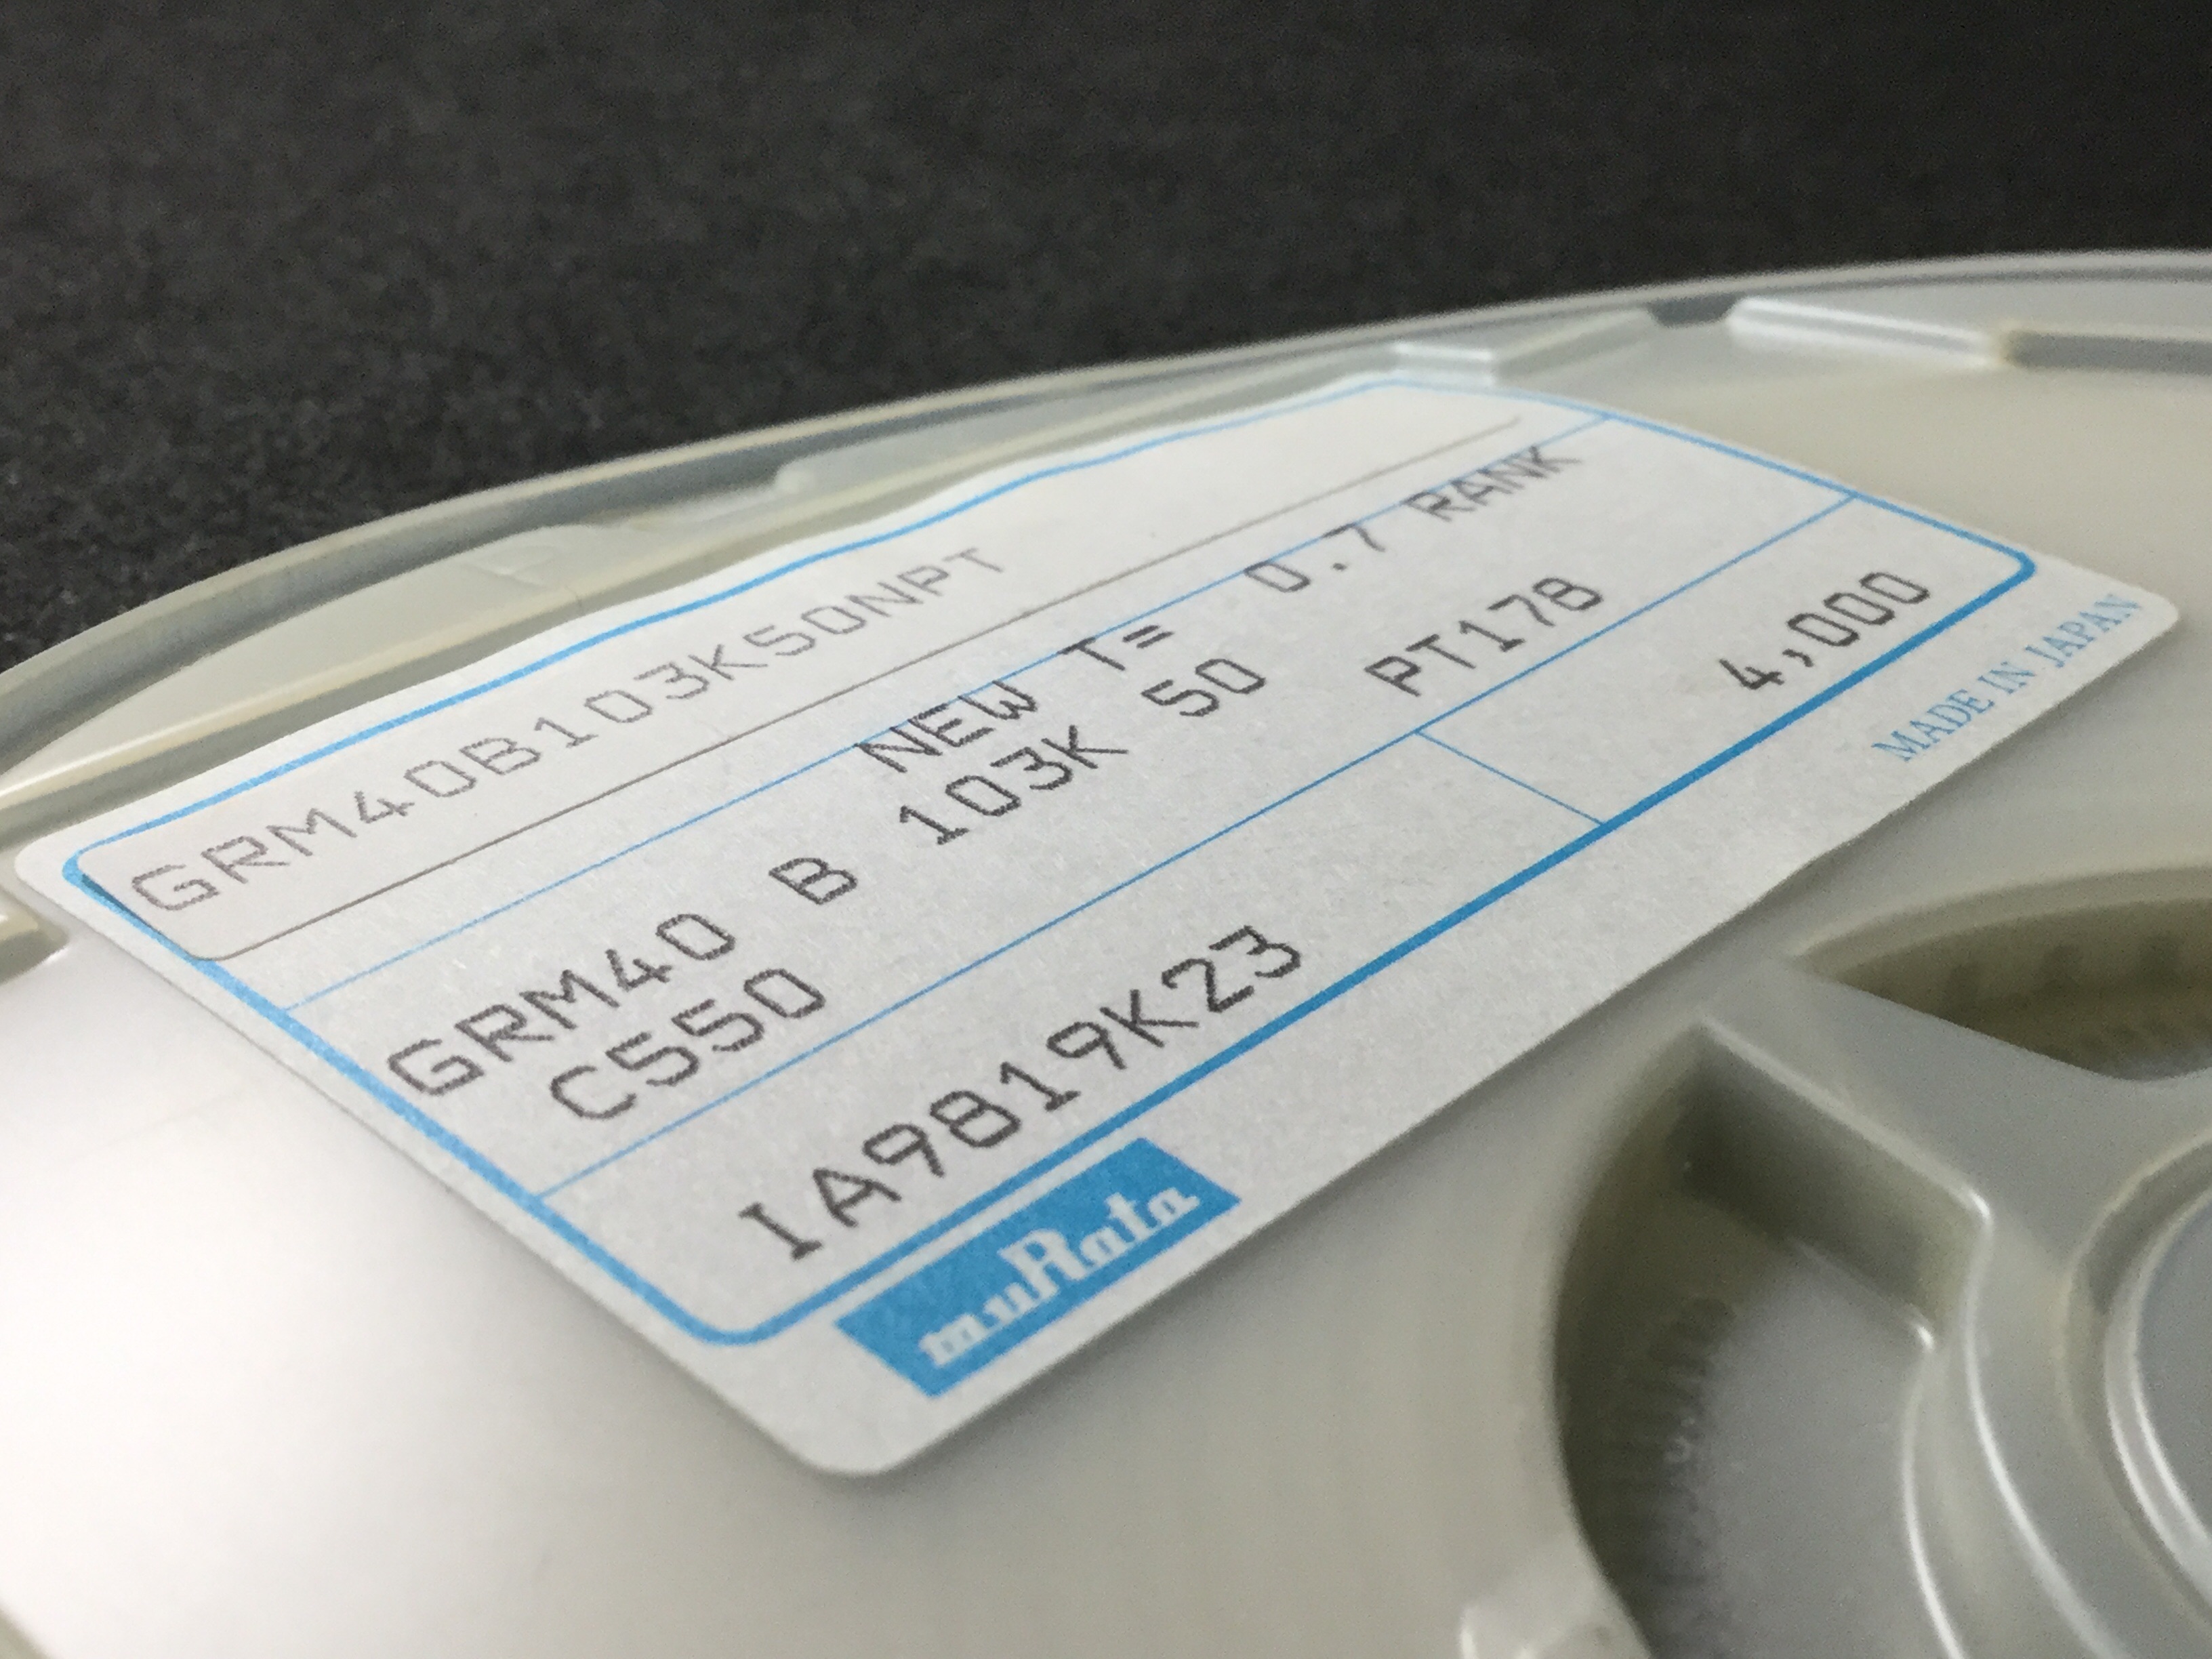 GRM40B103K50NPT
NEW T= 0.7 RANK
GRM40 B 103K 50 PT178
C550
IA9819K23 4,000
muRata MADE IN JAPAN